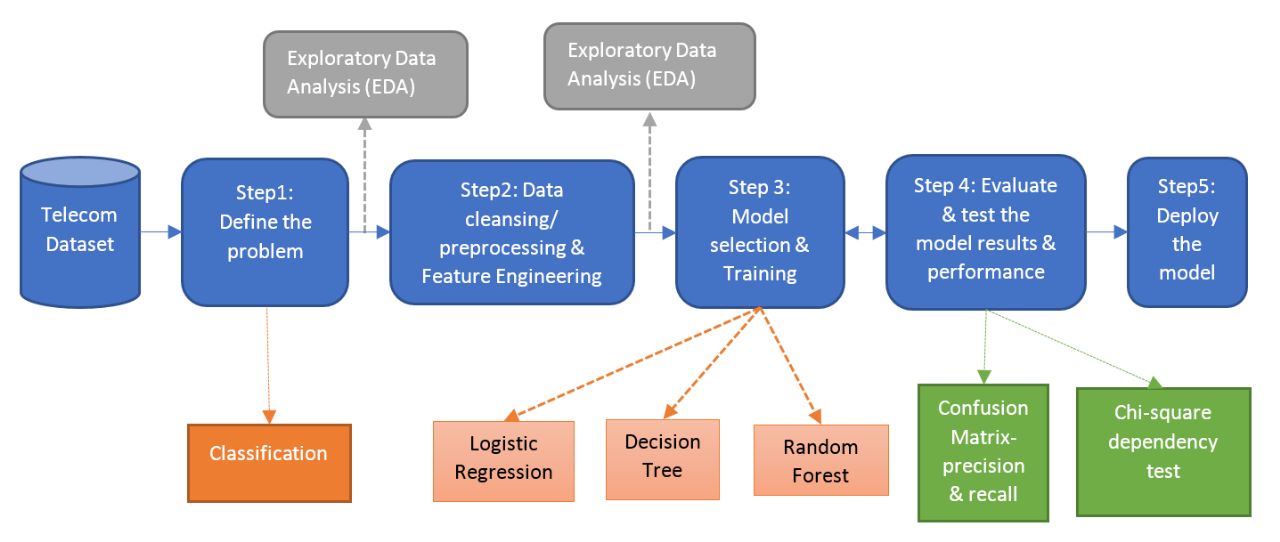 Exploratory Data
Analysis (EDA)
Exploratory Data
Analysis (EDA)
Telecom
Dataset
Step1:
Define the
problem
Step2: Data
cleansing/
preprocessing &
Feature Engineering
Step 3:
Model
selection &
Training
Step 4: Evaluate
& test the
model results &
performance
Step5:
Deploy
the
model
Classification
Logistic
Regression
Decision
Tree
Random
Forest
Confusion
Matrix-
precision
& recall
Chi-square
dependency
test